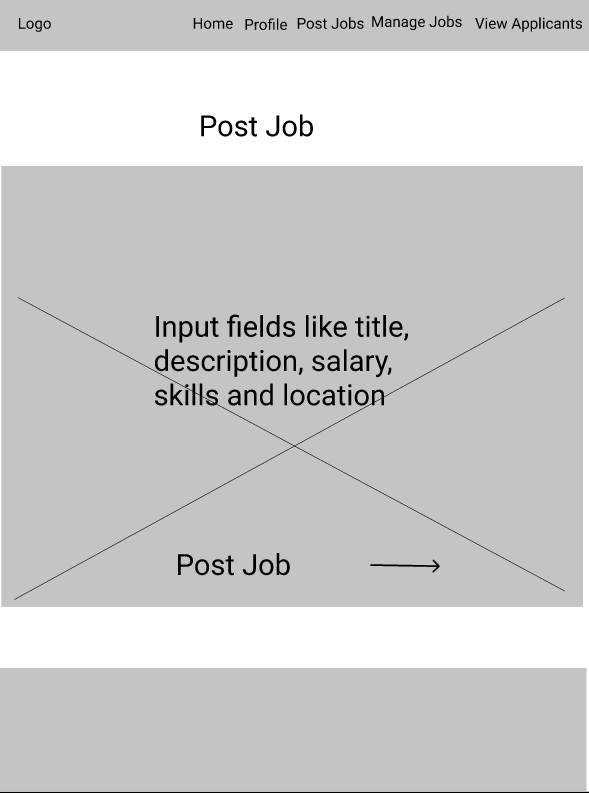 Logo Home Profile Post Jobs Manage Jobs View Applicants
Post Job
Input fields like title,
description, salary,
skills and location
Post Job